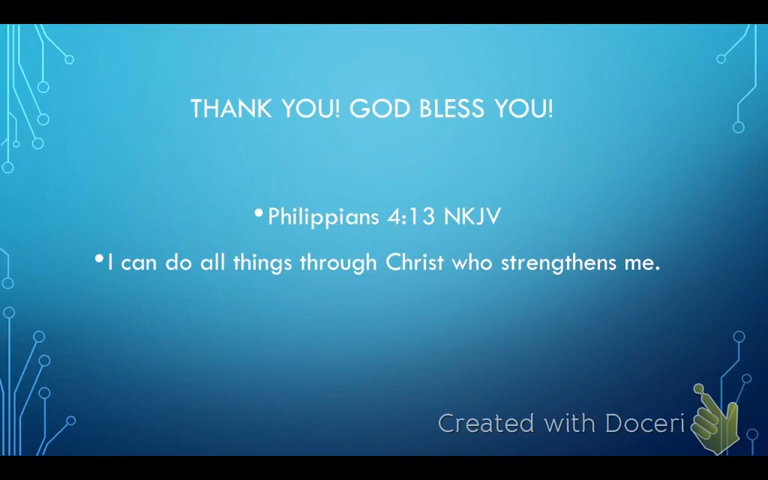 THANK YOU! GOD BLESS YOU!
•Philippians 4:13 NKJV
•I can do all things through Christ who strengthens me.
Created with Doceri